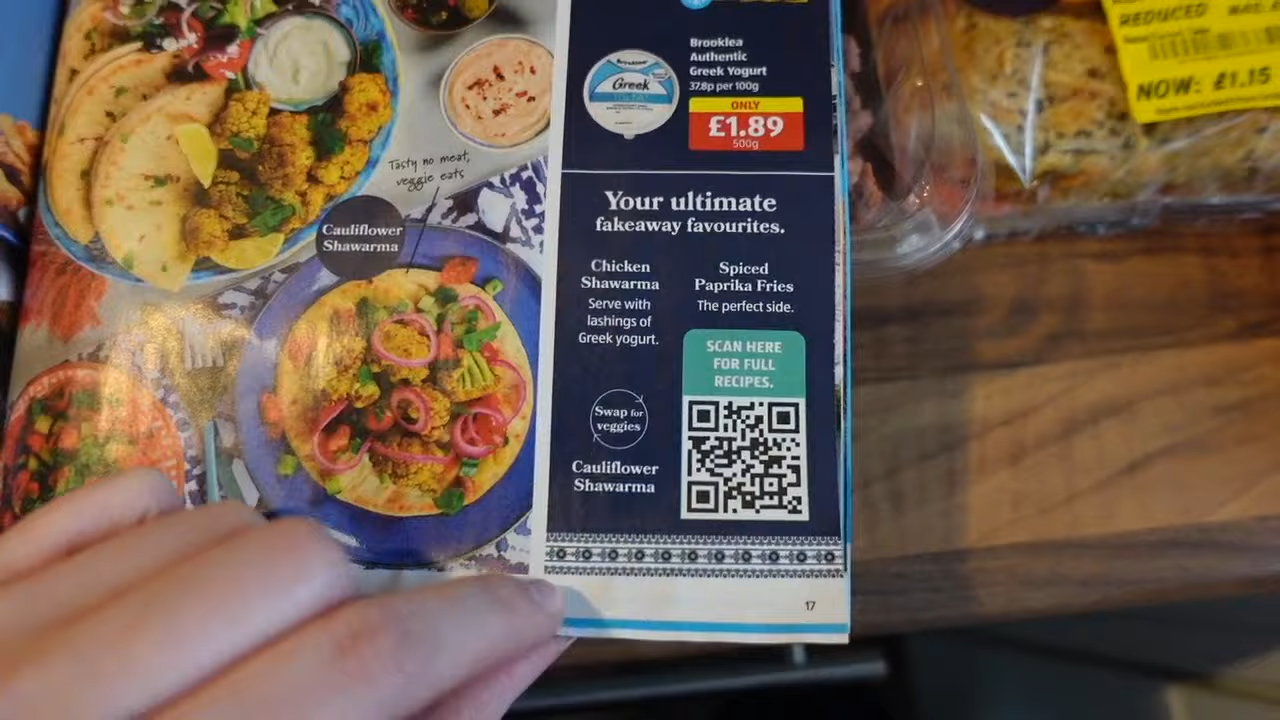 Tasty no meat,
veggie eats
Cauliflower
Shawarma
Greek
Brooklea
Authentic
Greek Yogurt
37.8p per 100g
ONLY
£1.89
500g
Your ultimate
fakeaway favourites.
Chicken
Shawarma
Serve with
lashings of
Greek yogurt.
Spiced
Paprika Fries
The perfect side.
SCAN HERE
FOR FULL
RECIPES.
Swap for
veggies
Cauliflower
Shawarma
17
REDUCED
NOW: £1.15